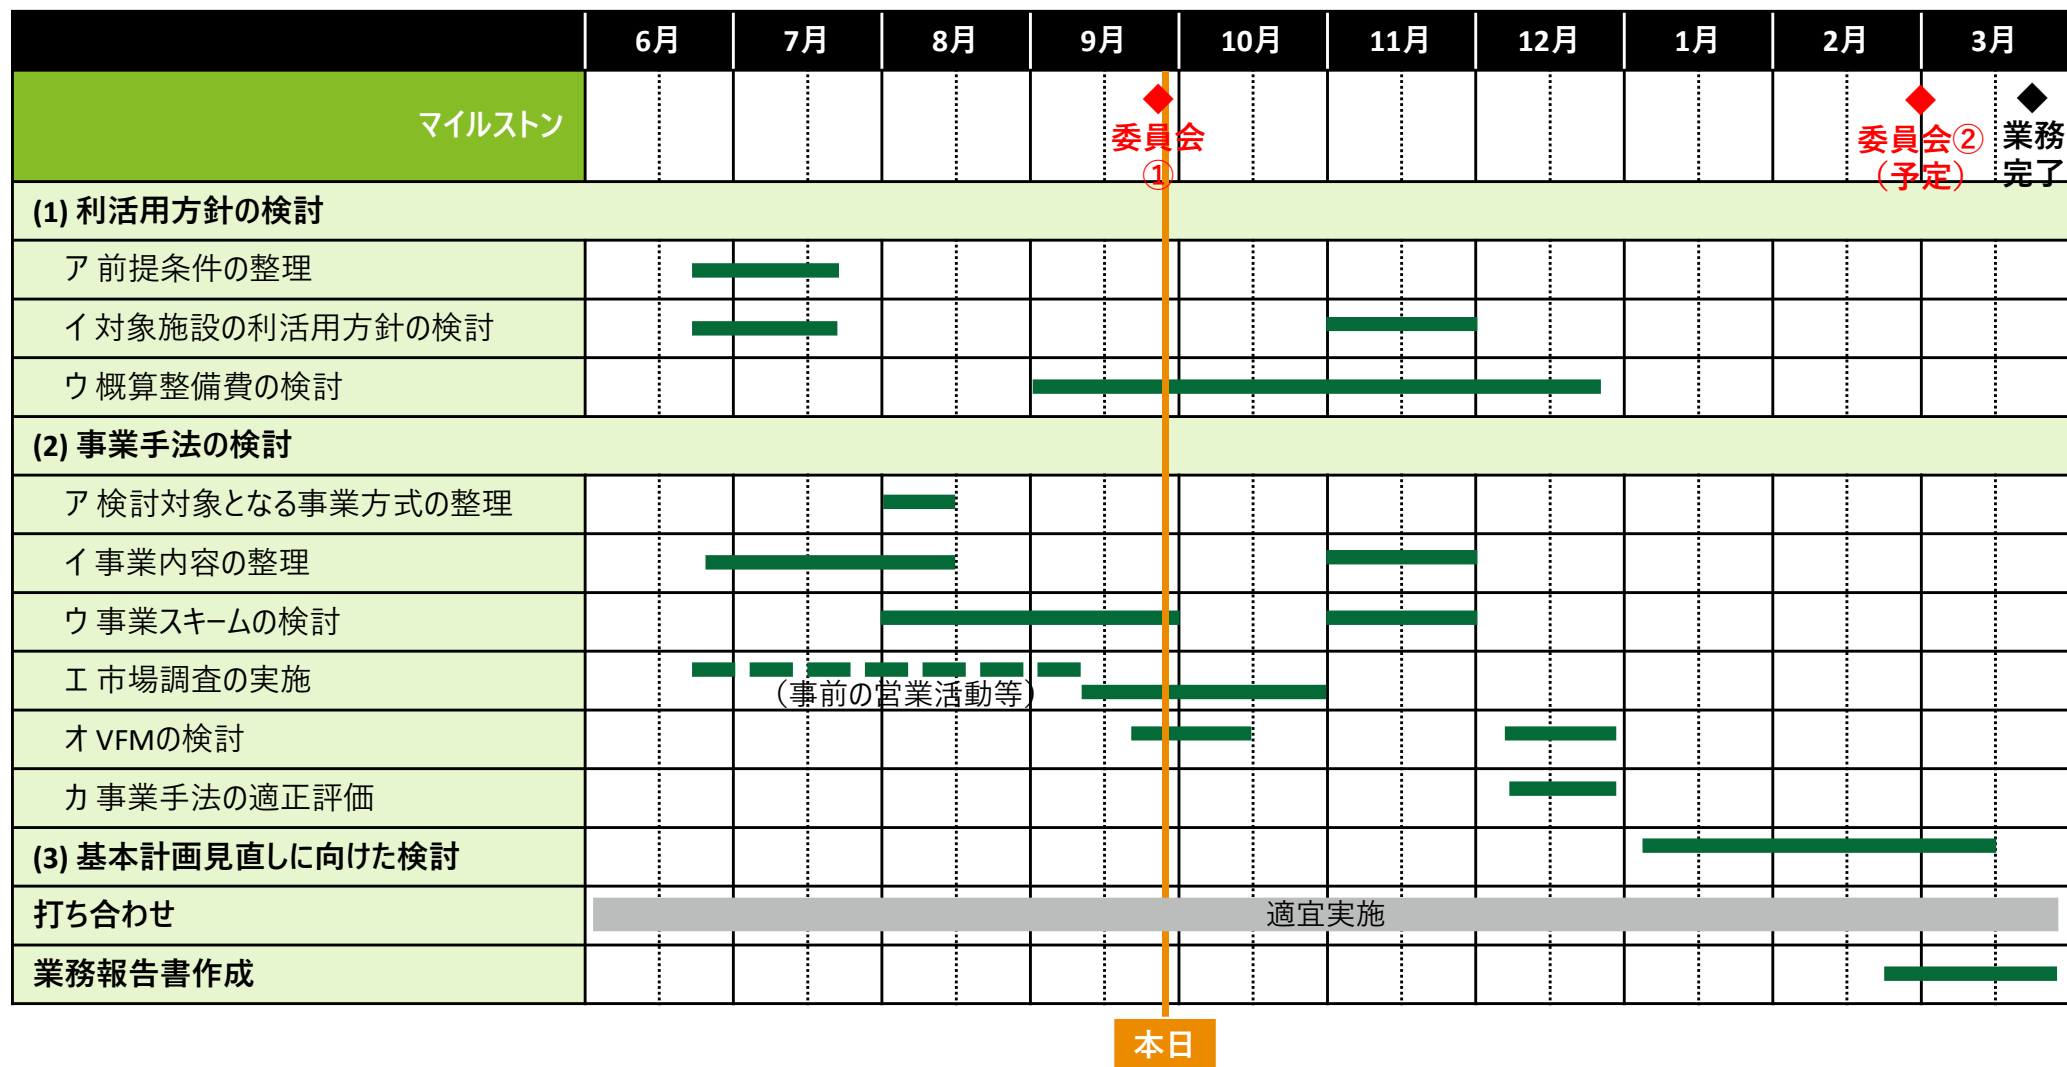 6月 7月 8月 9月 10月 11月 12月 1月 2月 3月
マイルストン
委員会
①
委員会②
（予定）
業務
完了
(1) 利活用方針の検討
ア 前提条件の整理
イ 対象施設の利活用方針の検討
ウ 概算整備費の検討
(2) 事業手法の検討
ア 検討対象となる事業方式の整理
イ 事業内容の整理
ウ 事業スキームの検討
エ 市場調査の実施
（事前の営業活動等）
オ VFMの検討
カ 事業手法の適正評価
(3) 基本計画見直しに向けた検討
打ち合わせ
適宜実施
業務報告書作成
本日